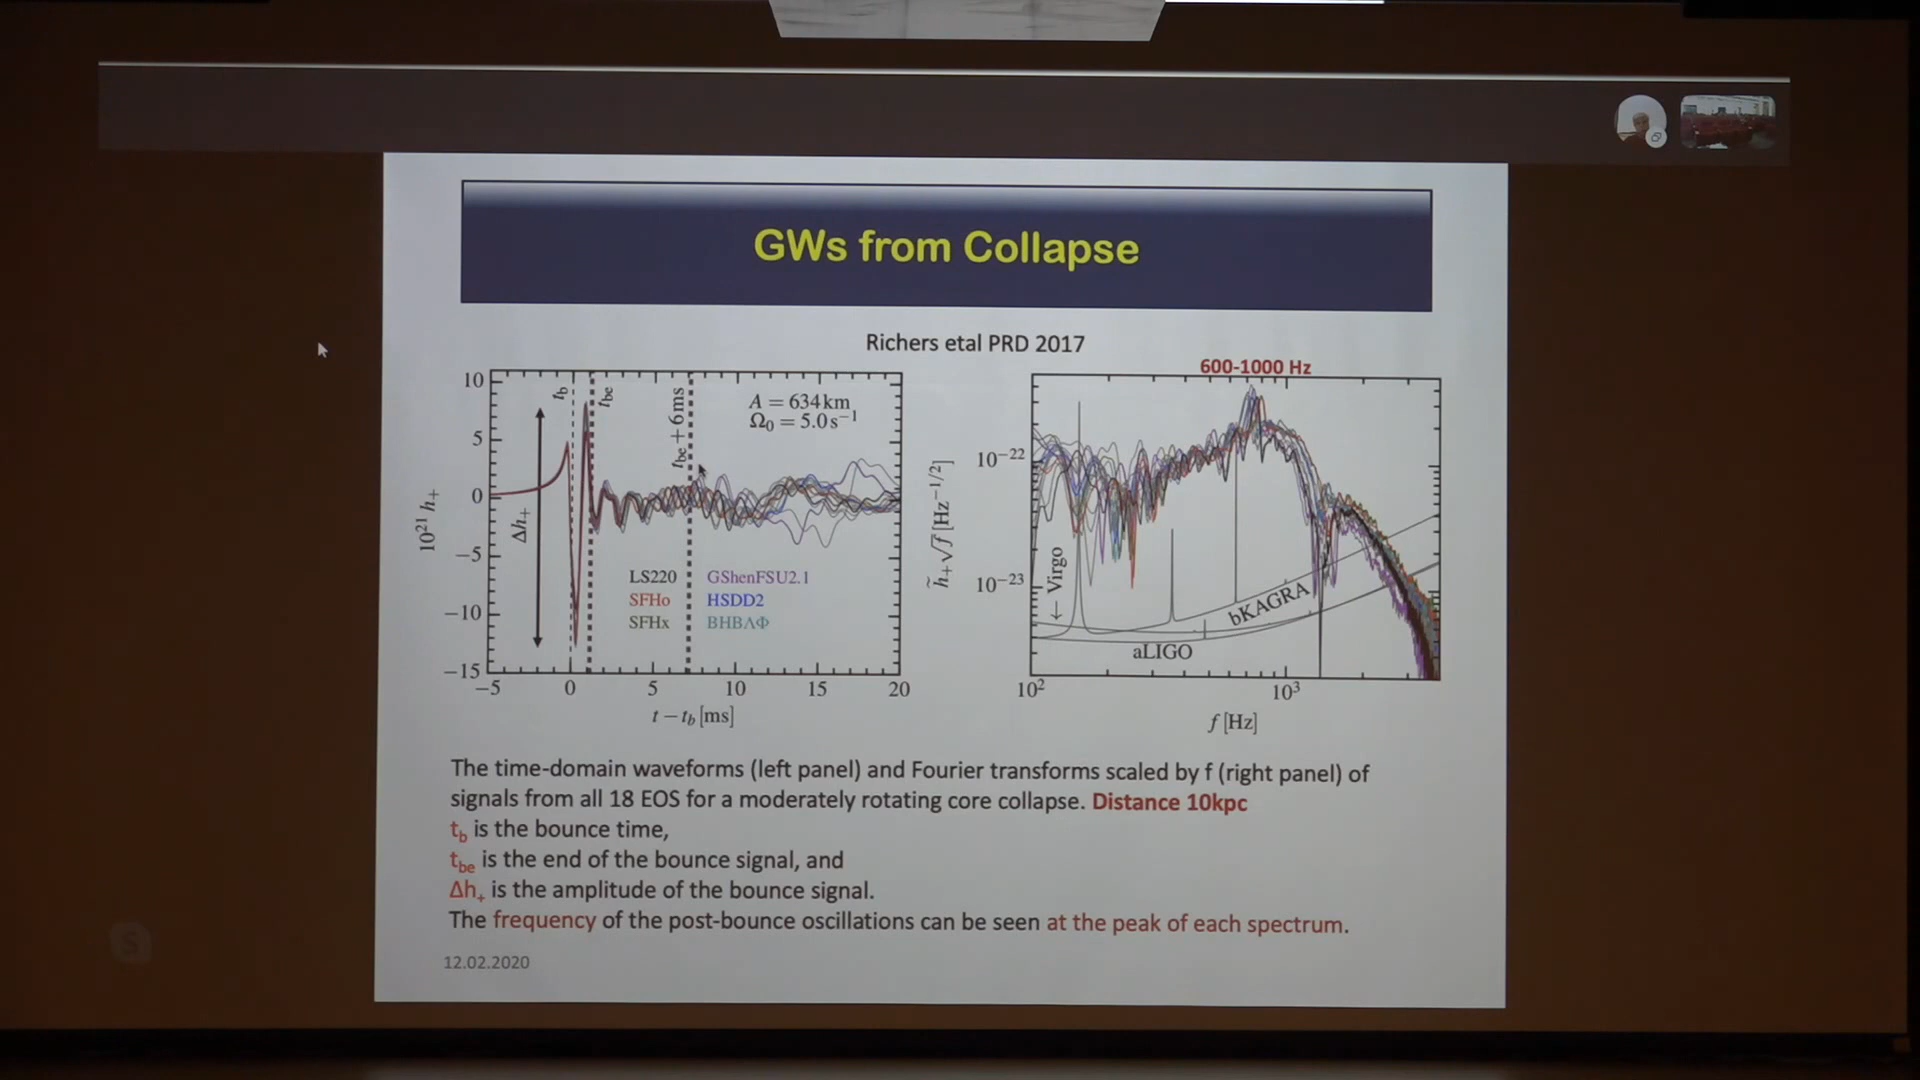 GWs from Collapse
Richers etal PRD 2017
600-1000 Hz
10
5
0
−5
−10
−15
10²¹ h₊
Δh₊
t_b
t_be
t_be + 6 ms
A = 634 km
Ω₀ = 5.0 s⁻¹
LS220 GShenFSU2.1
SFHo HSDD2
SFHx BHBΛΦ
−5 0 5 10 15 20
t − t_b [ms]
10⁻²²
10⁻²³
h̃₊√f [Hz⁻¹/²]
← Virgo
bKAGRA
aLIGO
10² 10³
f [Hz]
The time-domain waveforms (left panel) and Fourier transforms scaled by f (right panel) of
signals from all 18 EOS for a moderately rotating core collapse. Distance 10kpc
t_b is the bounce time,
t_be is the end of the bounce signal, and
Δh₊ is the amplitude of the bounce signal.
The frequency of the post-bounce oscillations can be seen at the peak of each spectrum.
12.02.2020
S